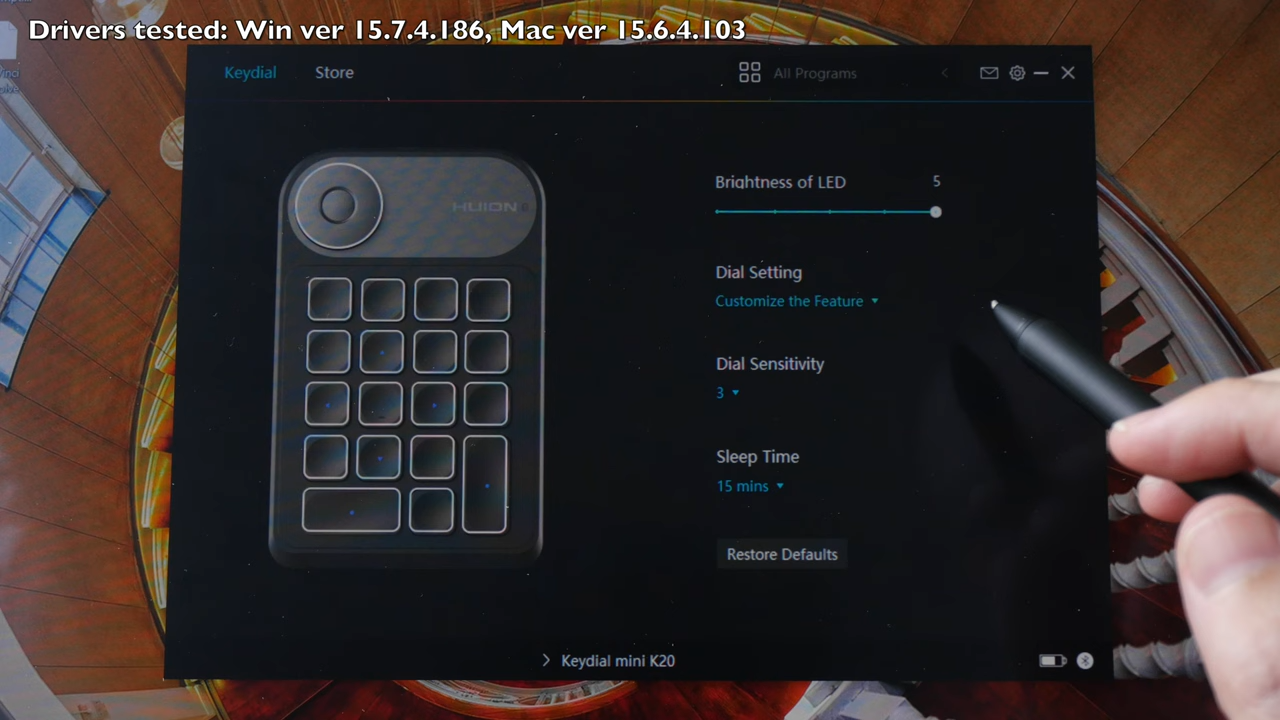 Drivers tested: Win ver 15.7.4.186, Mac ver 15.6.4.103
Keydial
Store
All Programs
HUION
Brightness of LED 5
Dial Setting
Customize the Feature
Dial Sensitivity
3
Sleep Time
15 mins
Restore Defaults
Keydial mini K20